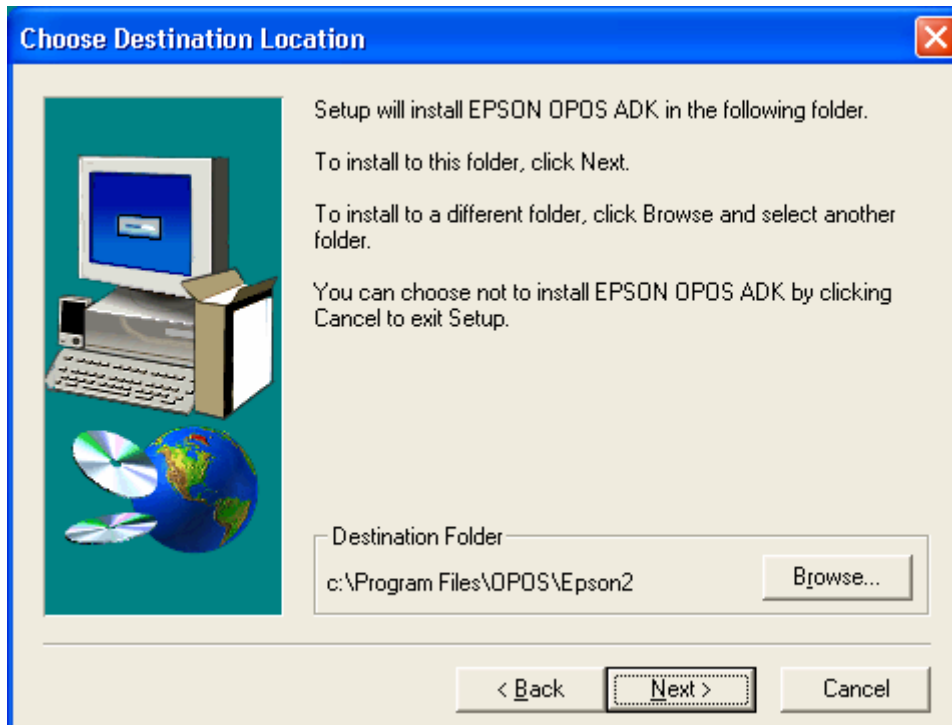 Choose Destination Location
Setup will install EPSON OPOS ADK in the following folder.
To install to this folder, click Next.
To install to a different folder, click Browse and select another
folder.
You can choose not to install EPSON OPOS ADK by clicking
Cancel to exit Setup.
Destination Folder
c:\Program Files\OPOS\Epson2
Browse...
< Back
Next >
Cancel